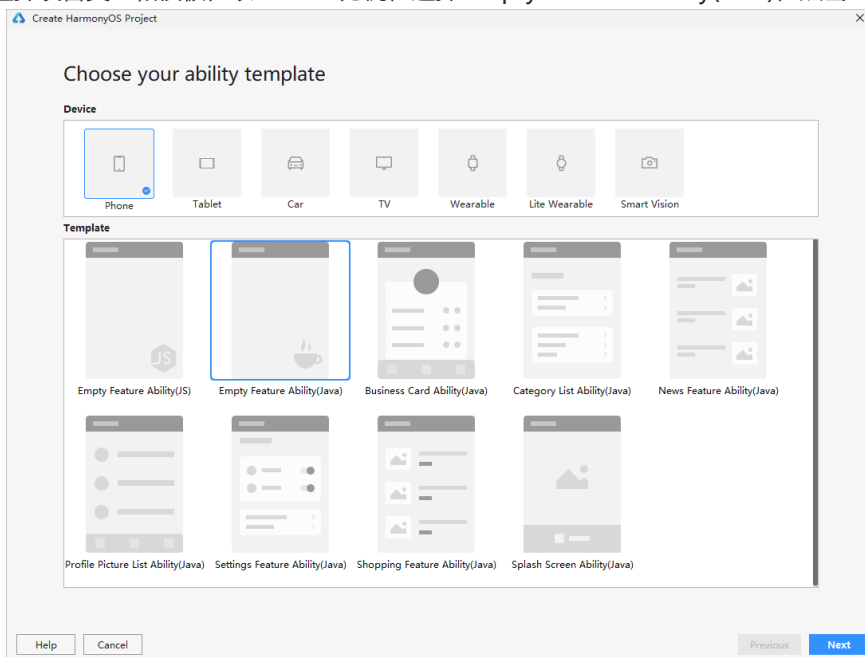 Create HarmonyOS Project
Choose your ability template
Device
Phone
Tablet
Car
TV
Wearable
Lite Wearable
Smart Vision
Template
JS
Empty Feature Ability(JS)
Empty Feature Ability(Java)
Business Card Ability(Java)
Category List Ability(Java)
News Feature Ability(Java)
Profile Picture List Ability(Java)
Settings Feature Ability(Java)
Shopping Feature Ability(Java)
Splash Screen Ability(Java)
Help
Cancel
Previous
Next